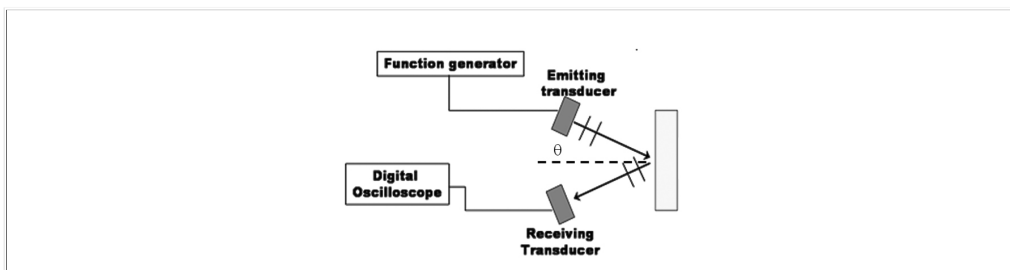 Function generator
Emitting
transducer
θ
Digital
Oscilloscope
Receiving
Transducer